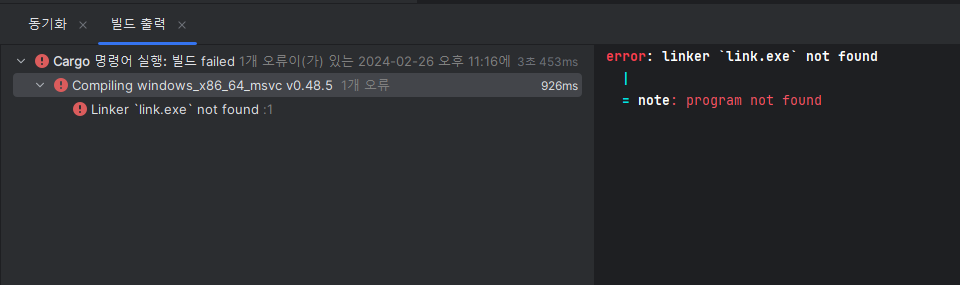 동기화 ×
빌드 출력 ×
Cargo 명령어 실행: 빌드 failed 1개 오류이(가) 있는 2024-02-26 오후 11:16에 3초 453ms
Compiling windows_x86_64_msvc v0.48.5 1개 오류 926ms
Linker `link.exe` not found :1
error: linker `link.exe` not found
|
= note: program not found